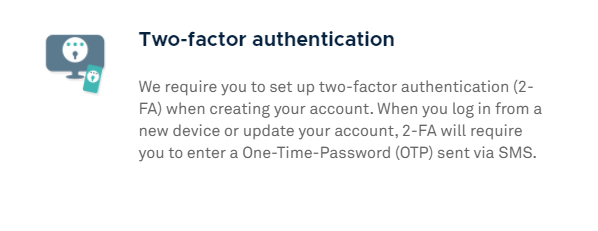 Two-factor authentication
We require you to set up two-factor authentication (2-
FA) when creating your account. When you log in from a
new device or update your account, 2-FA will require
you to enter a One-Time-Password (OTP) sent via SMS.